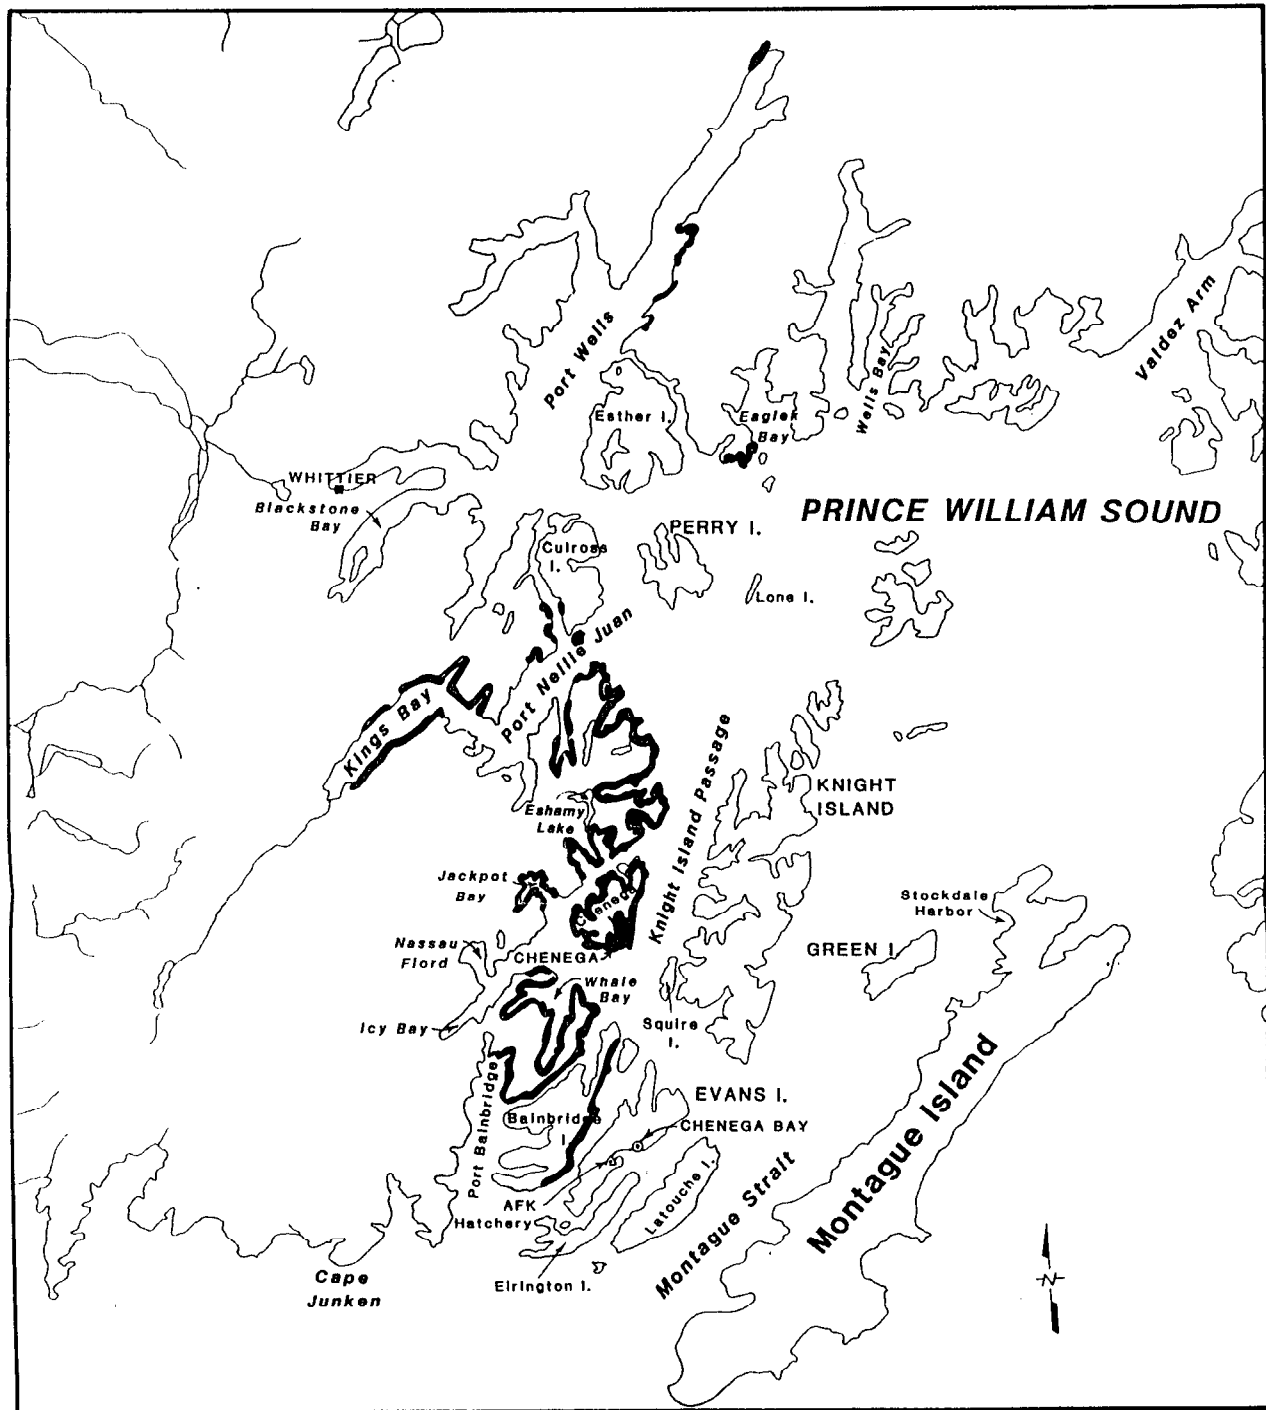 Valdez Arm
Port Wells
Wells Bay
Esther I.
Eaglek
Bay
WHITTIER
Blackstone
Bay
PRINCE WILLIAM SOUND
PERRY I.
Culross
I.
Lone I.
Port Nellie Juan
Kings Bay
Knight Island Passage
KNIGHT
ISLAND
Eshamy
Lake
Jackpot
Bay
Chenega
Stockdale
Harbor
Nassau
Fiord
CHENEGA
GREEN I.
Whale
Bay
Icy Bay
Squire
I.
Montague Island
Port Bainbridge
EVANS I.
Bainbridge
I.
CHENEGA BAY
Latouche I.
Montague Strait
AFK
Hatchery
Elrington I.
Cape
Junken
N